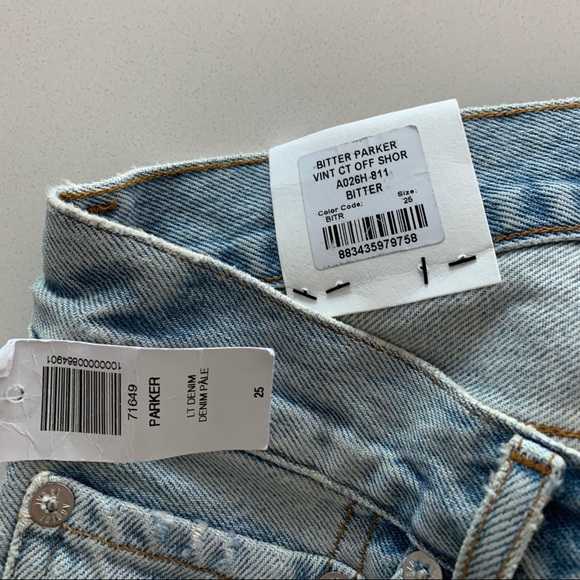 BITTER PARKER
VINT CT OFF SHOR
A026H-811
BITTER
Color Code:
Size:
BITR
25
883435979758
10000000864901
71649
PARKER
LT DENIM
DENIM PÂLE
25